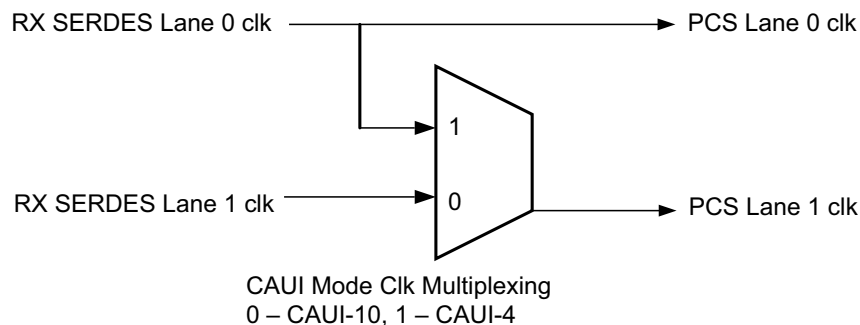 RX SERDES Lane 0 clk
PCS Lane 0 clk
1
RX SERDES Lane 1 clk
0
PCS Lane 1 clk
CAUI Mode Clk Multiplexing
0 – CAUI-10, 1 – CAUI-4